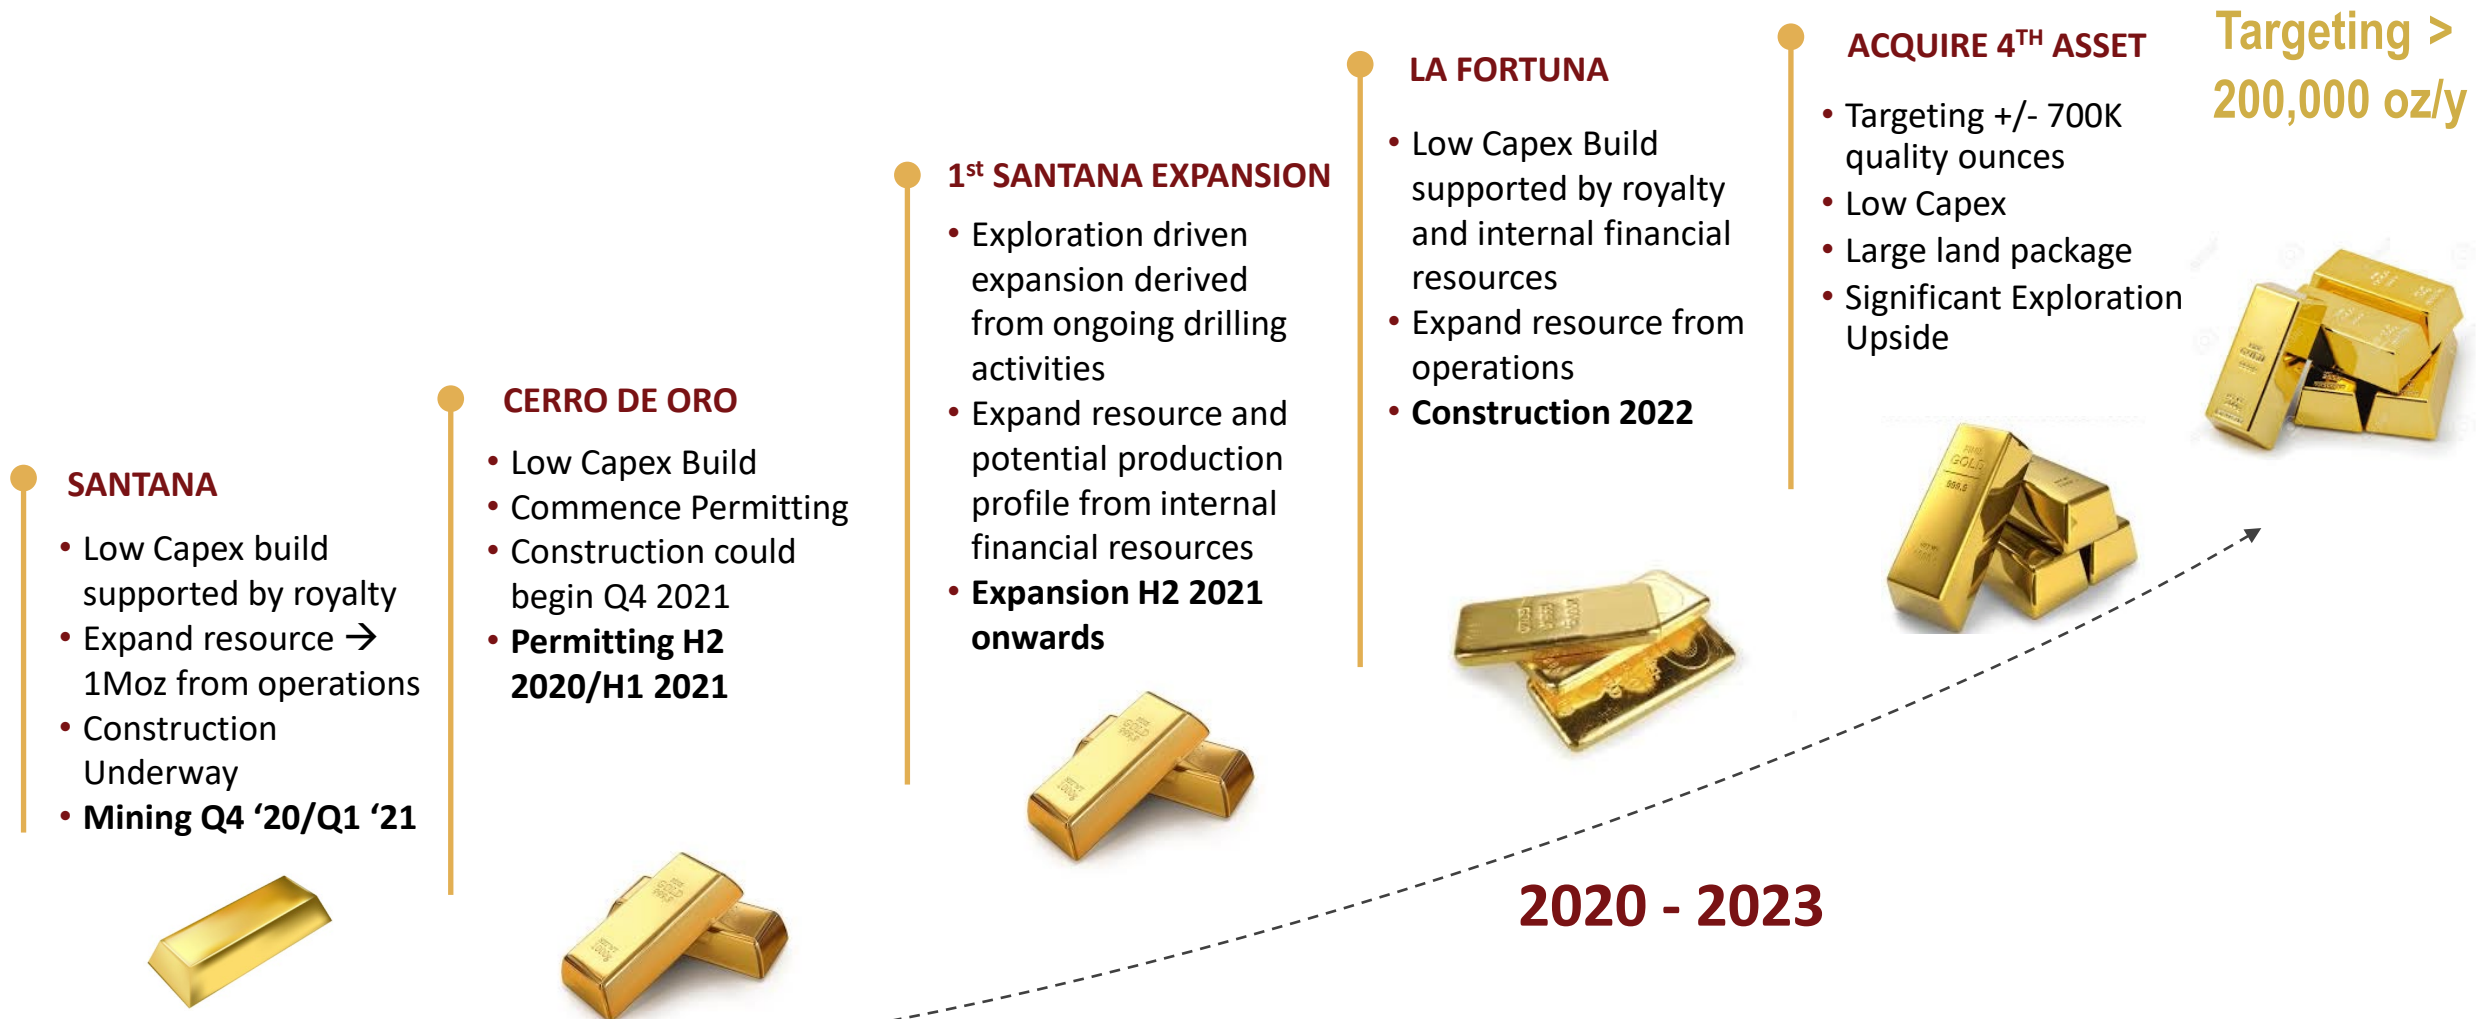 SANTANA
• Low Capex build
supported by royalty
• Expand resource →
1Moz from operations
• Construction
Underway
• Mining Q4 ‘20/Q1 ‘21
CERRO DE ORO
• Low Capex Build
• Commence Permitting
• Construction could
begin Q4 2021
• Permitting H2
2020/H1 2021
1st SANTANA EXPANSION
• Exploration driven
expansion derived
from ongoing drilling
activities
• Expand resource and
potential production
profile from internal
financial resources
• Expansion H2 2021
onwards
LA FORTUNA
• Low Capex Build
supported by royalty
and internal financial
resources
• Expand resource from
operations
• Construction 2022
ACQUIRE 4TH ASSET
• Targeting +/- 700K
quality ounces
• Low Capex
• Large land package
• Significant Exploration
Upside
Targeting >
200,000 oz/y
2020 - 2023
FINE
GOLD
999,9